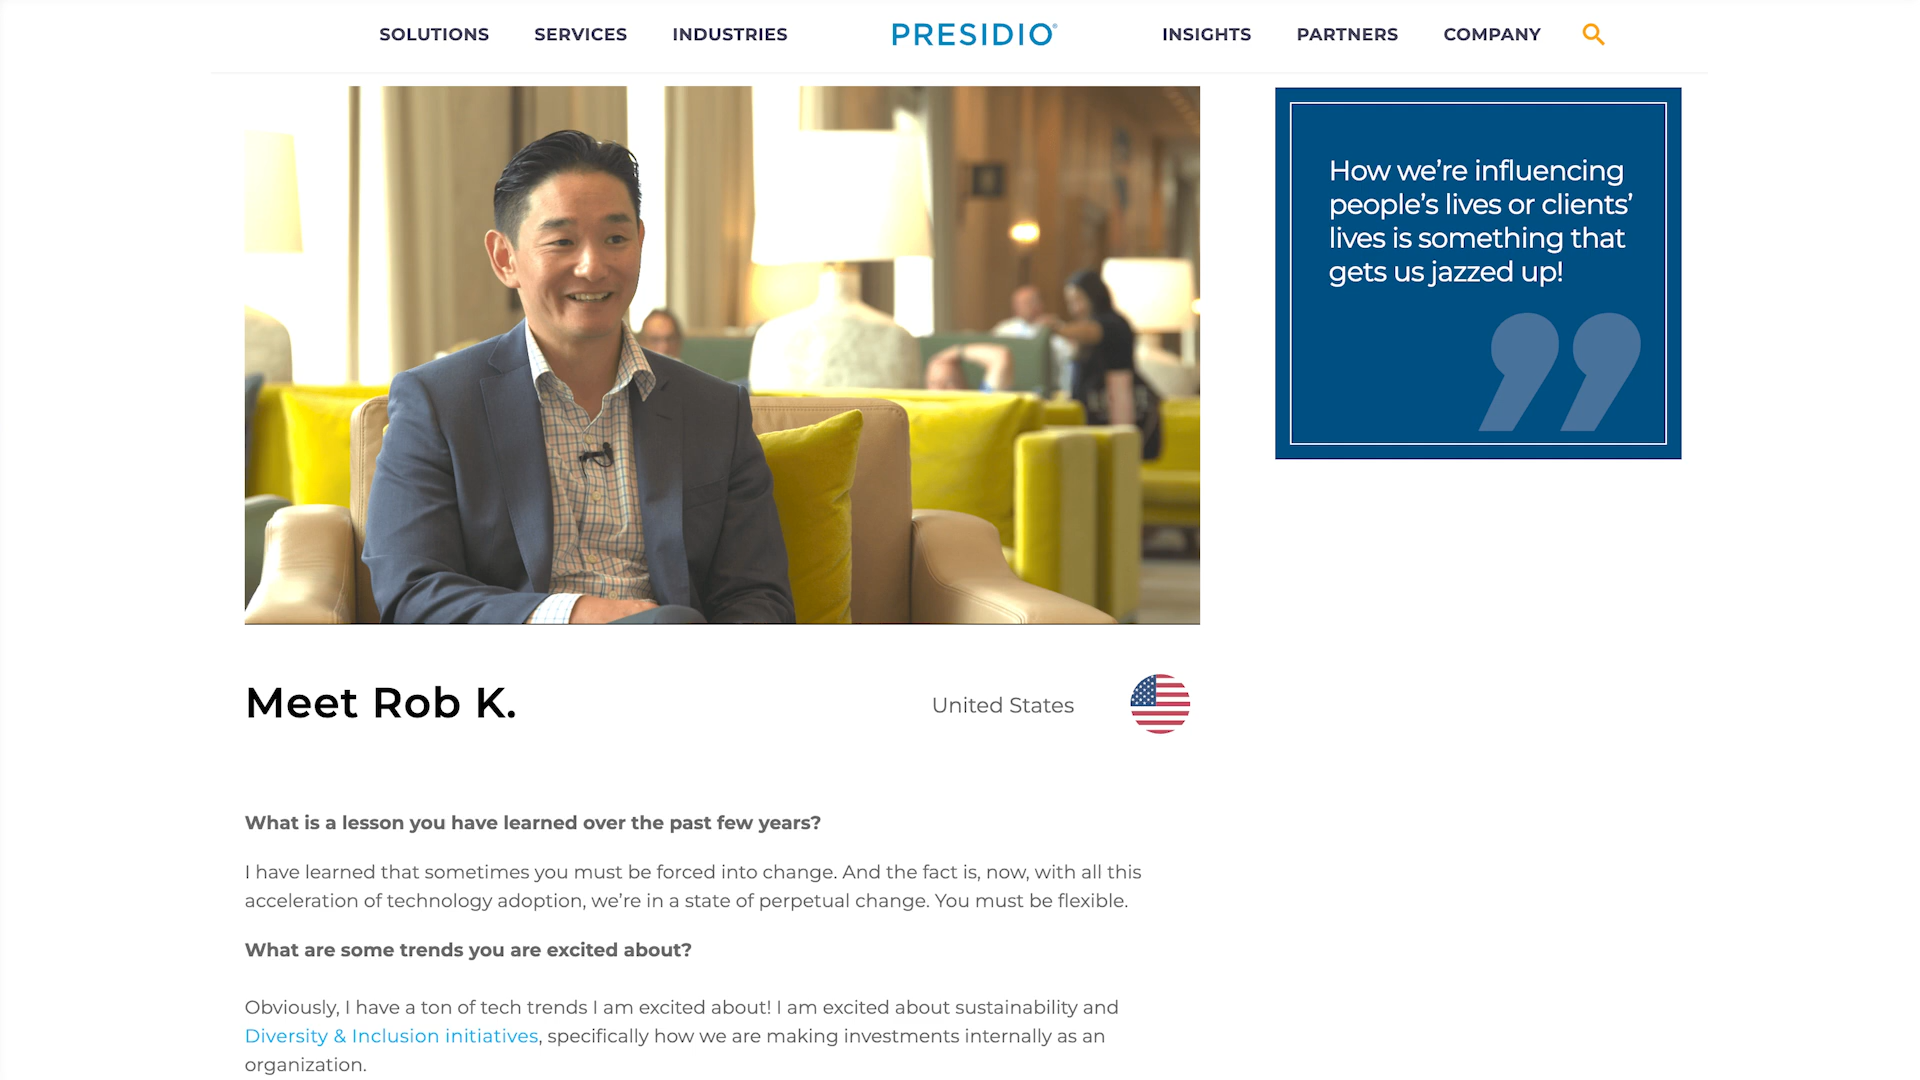 SOLUTIONS SERVICES INDUSTRIES PRESIDIO® INSIGHTS PARTNERS COMPANY
How we’re influencing
people’s lives or clients’
lives is something that
gets us jazzed up!
”
Meet Rob K.
United States
What is a lesson you have learned over the past few years?
I have learned that sometimes you must be forced into change. And the fact is, now, with all this
acceleration of technology adoption, we’re in a state of perpetual change. You must be flexible.
What are some trends you are excited about?
Obviously, I have a ton of tech trends I am excited about! I am excited about sustainability and
Diversity & Inclusion initiatives, specifically how we are making investments internally as an
organization.